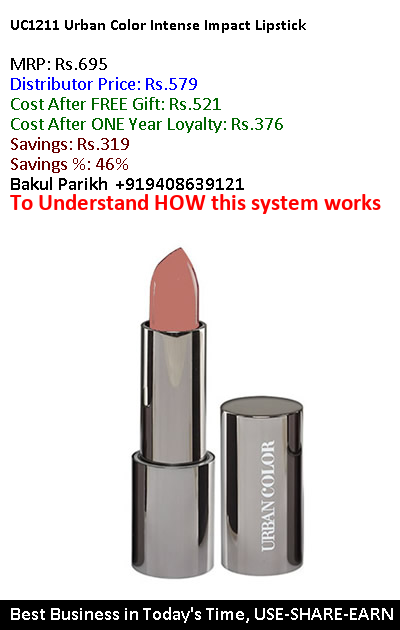 UC1211 Urban Color Intense Impact Lipstick
MRP: Rs.695
Distributor Price: Rs.579
Cost After FREE Gift: Rs.521
Cost After ONE Year Loyalty: Rs.376
Savings: Rs.319
Savings %: 46%
Bakul Parikh +919408639121
To Understand HOW this system works
URBAN COLOR
Best Business in Today's Time, USE-SHARE-EARN